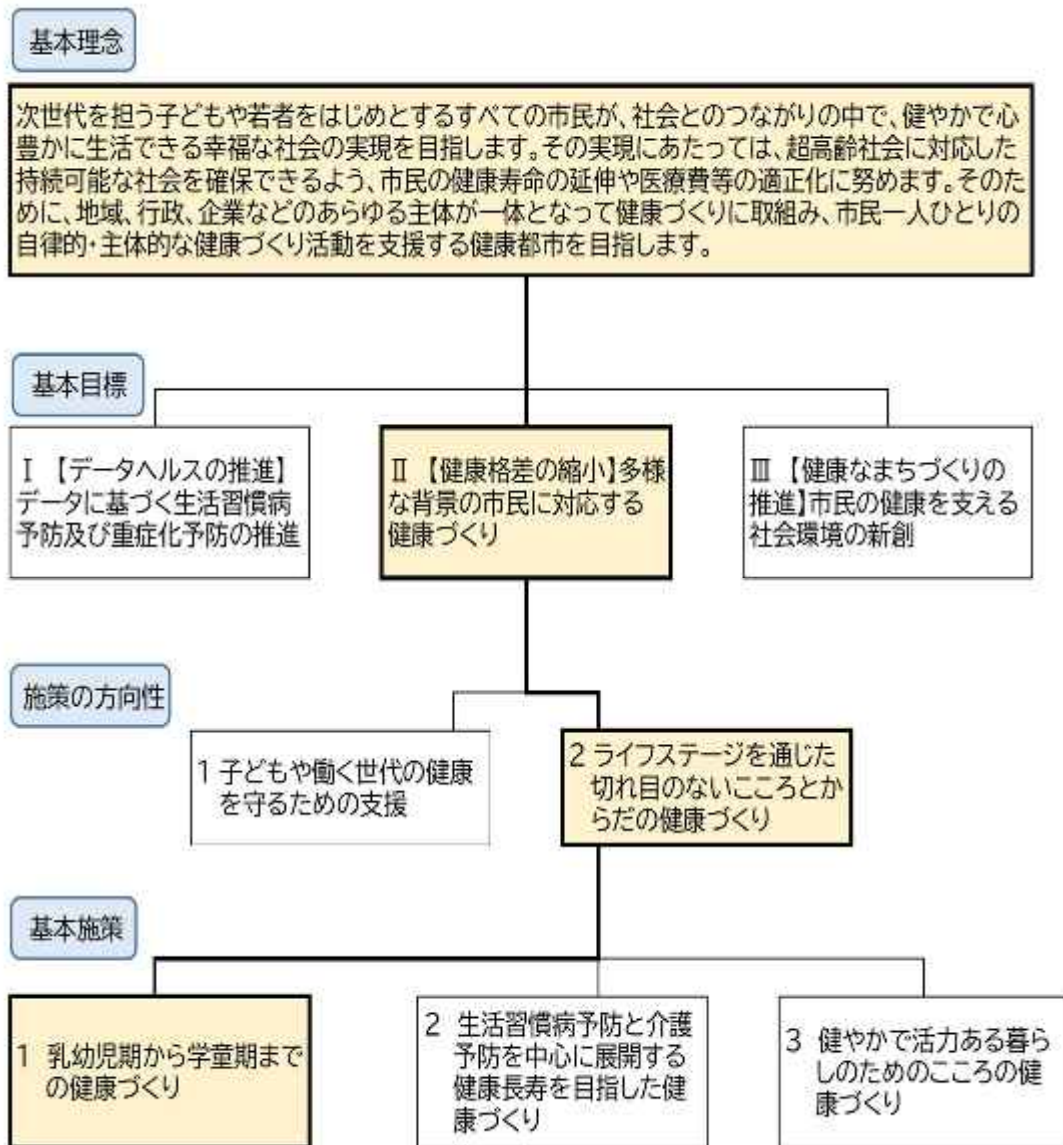 基本理念
次世代を担う子どもや若者をはじめとするすべての市民が、社会とのつながりの中で、健やかで心
豊かに生活できる幸福な社会の実現を目指します。その実現にあたっては、超高齢社会に対応した
持続可能な社会を確保できるよう、市民の健康寿命の延伸や医療費等の適正化に努めます。そのた
めに、地域、行政、企業などのあらゆる主体が一体となって健康づくりに取組み、市民一人ひとりの
自律的・主体的な健康づくり活動を支援する健康都市を目指します。
基本目標
Ⅰ 【データヘルスの推進】
データに基づく生活習慣病
予防及び重症化予防の推進
Ⅱ 【健康格差の縮小】多様
な背景の市民に対応する
健康づくり
Ⅲ 【健康なまちづくりの
推進】市民の健康を支える
社会環境の新創
施策の方向性
1 子どもや働く世代の健康
を守るための支援
2 ライフステージを通じた
切れ目のないこころとか
らだの健康づくり
基本施策
1 乳幼児期から学童期まで
の健康づくり
2 生活習慣病予防と介護
予防を中心に展開する
健康長寿を目指した健
康づくり
3 健やかで活力ある暮ら
しのためのこころの健
康づくり